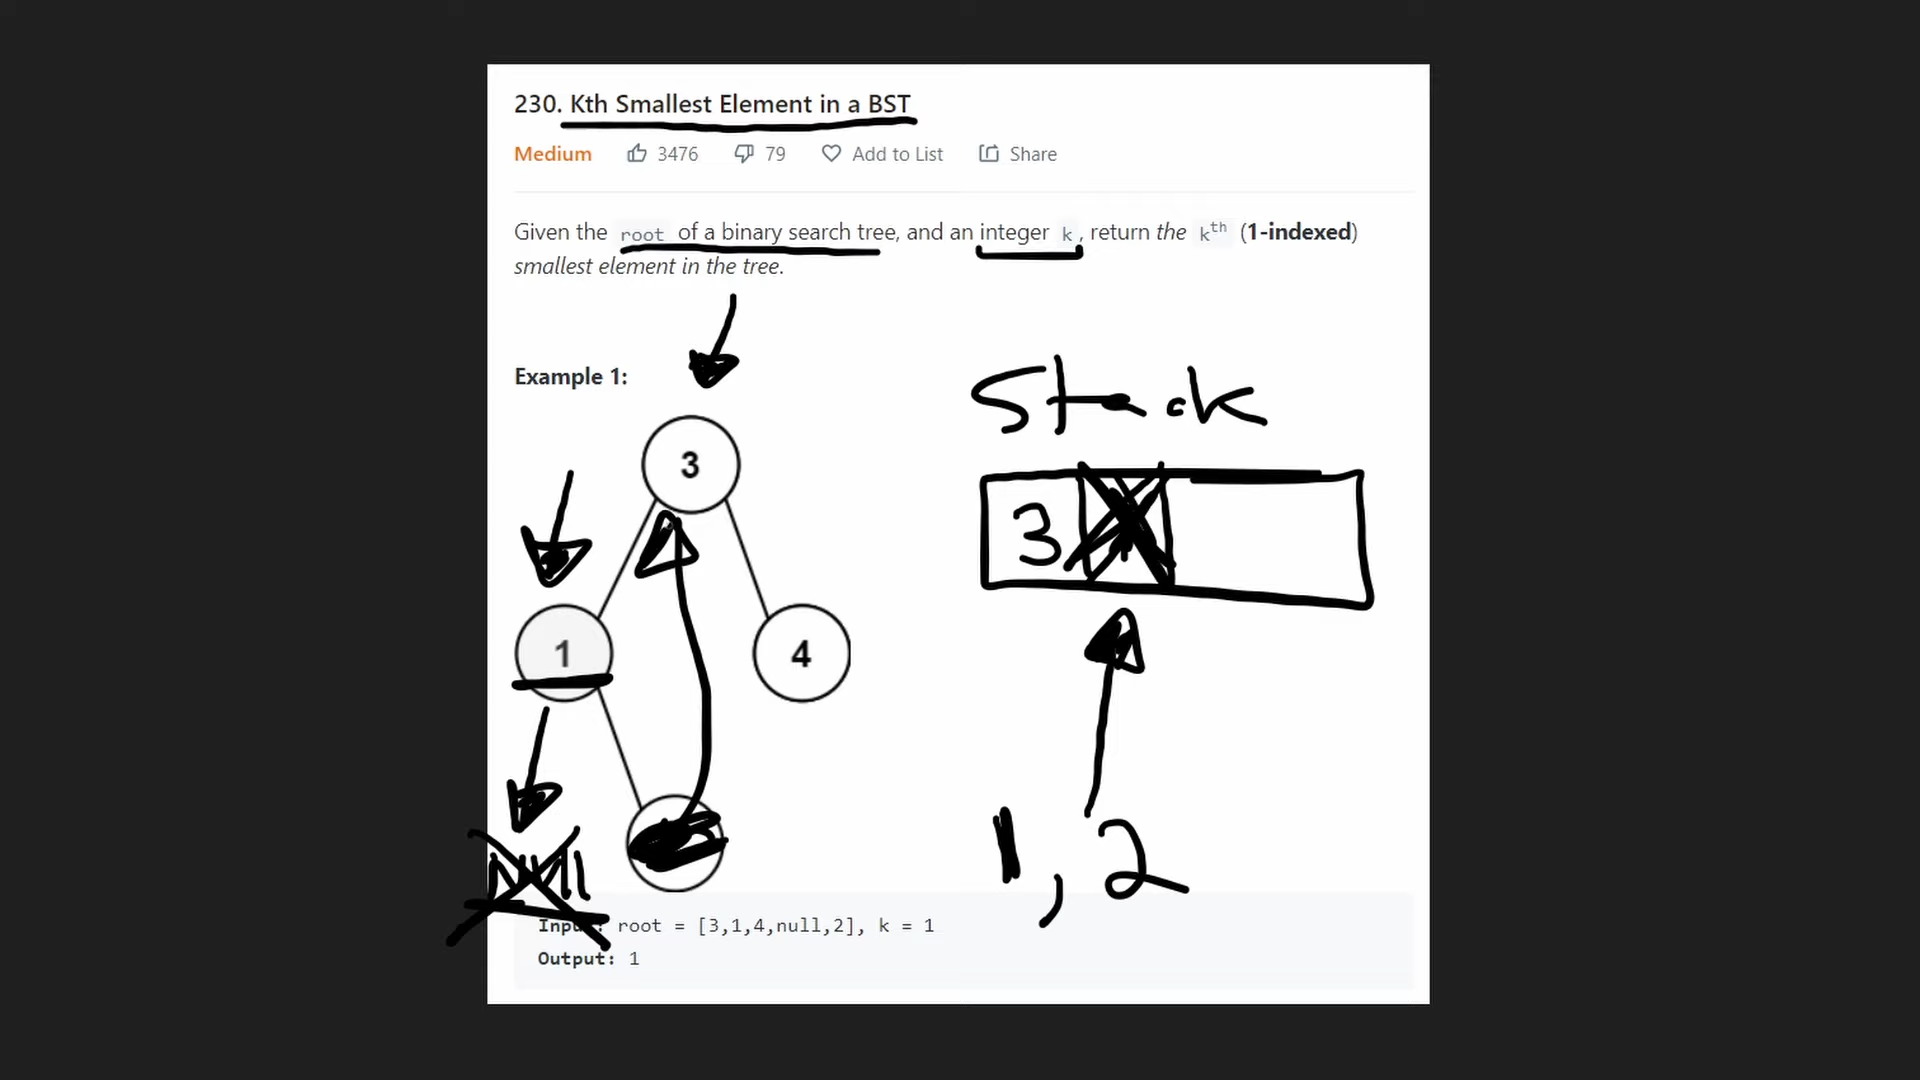 230. Kth Smallest Element in a BST
Medium 3476 79 Add to List Share
Given the root of a binary search tree, and an integer k, return the kth (1-indexed)
smallest element in the tree.
Example 1:
Stack
3
3
1
4
1, 2
root = [3,1,4,null,2], k = 1
Output: 1